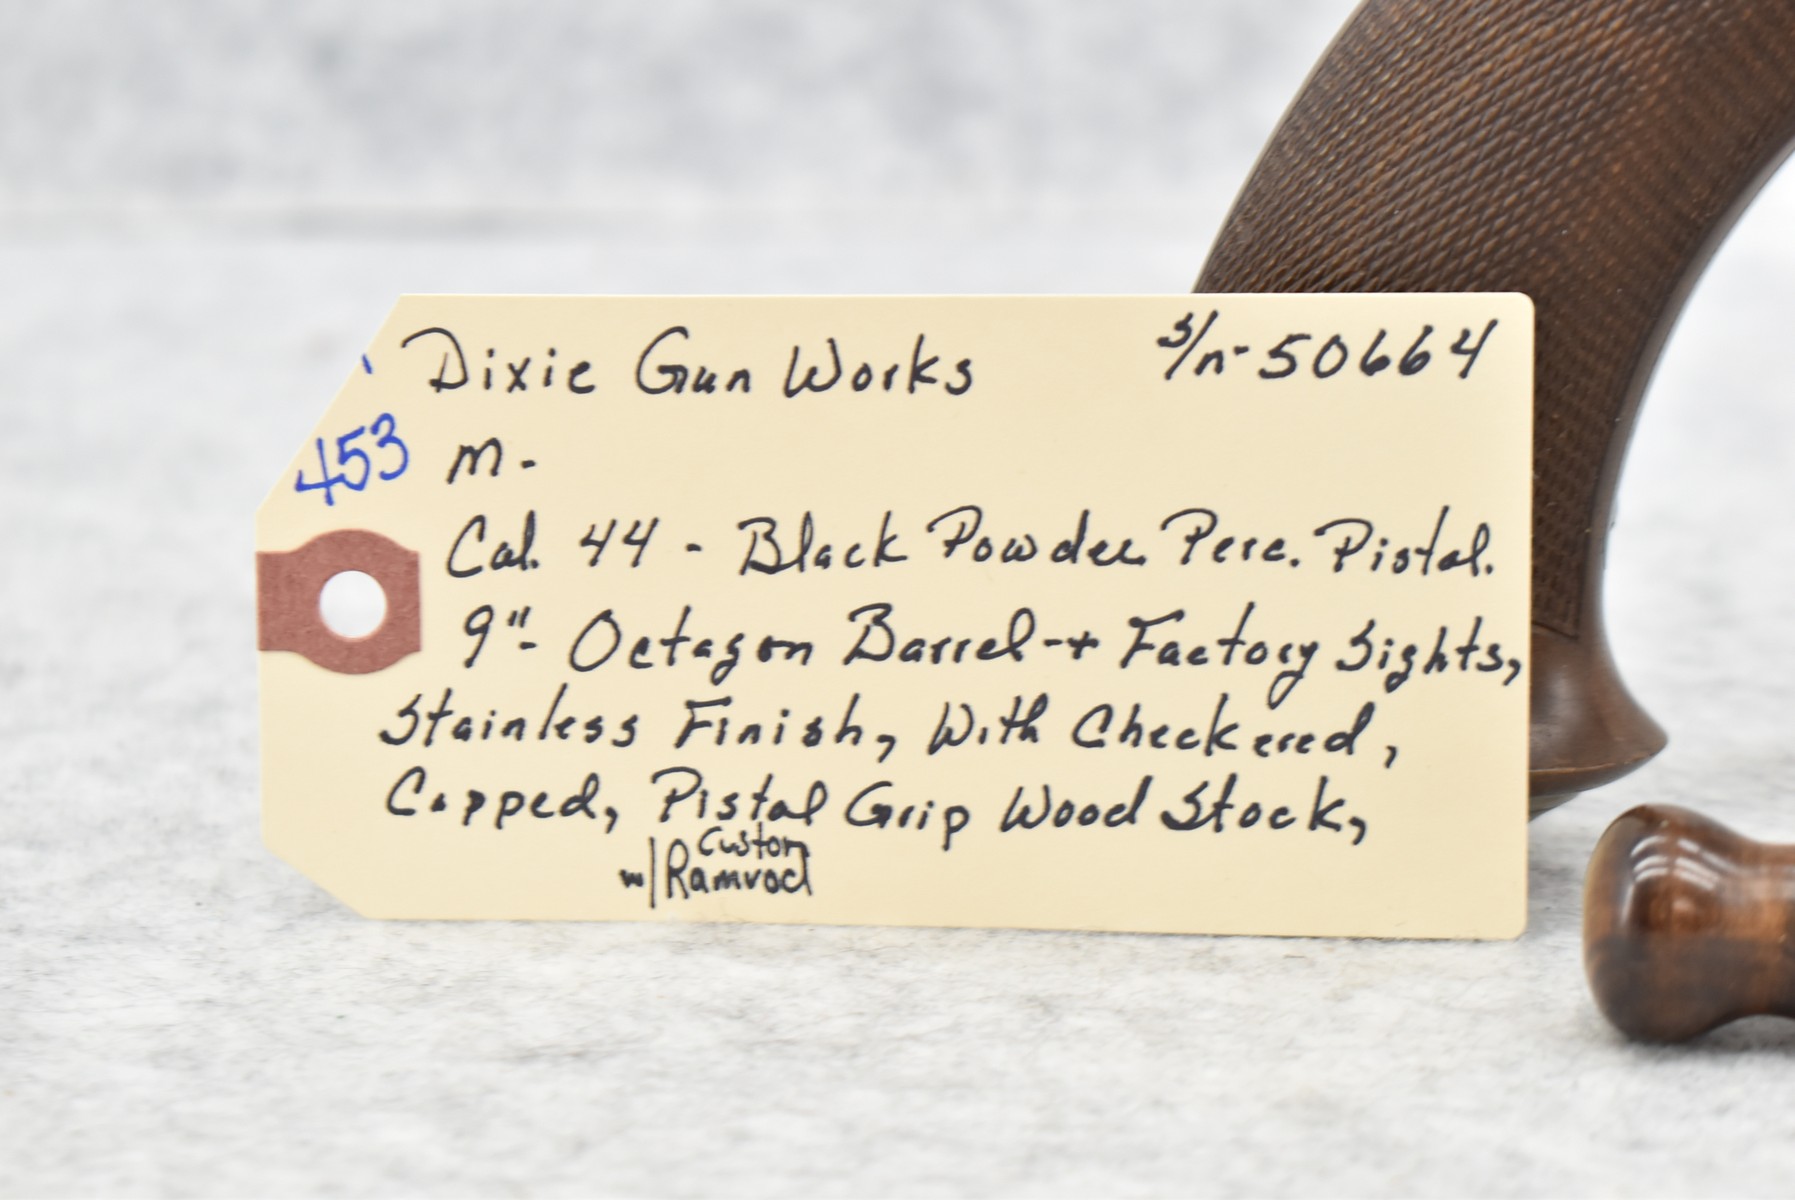 Dixie Gun Works s/n-50664
453
M-
Cal. 44 - Black Powder Perc. Pistol.
9"- Octagon Barrel-+ Factory Sights,
Stainless Finish, With Checkered,
Capped, Pistol Grip Wood Stock,
Custom
w/Ramrod